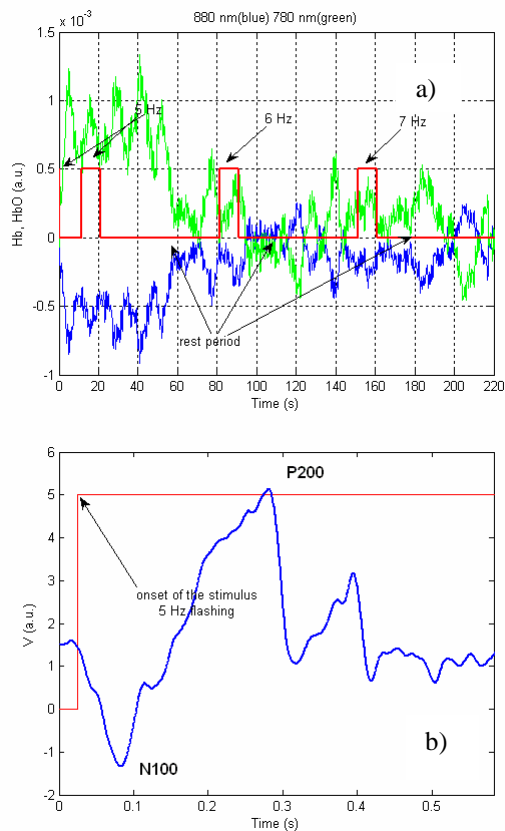 880 nm(blue) 780 nm(green)
x 10⁻³
a)
1.5
1
0.5
0
-0.5
-1
Hb, HbO (a.u.)
5 Hz
6 Hz
7 Hz
rest period
0 20 40 60 80 100 120 140 160 180 200 220
Time (s)
6
5
4
3
2
1
0
-1
-2
V (a.u.)
P200
onset of the stimulus
5 Hz flashing
N100
b)
0 0.1 0.2 0.3 0.4 0.5
Time (s)